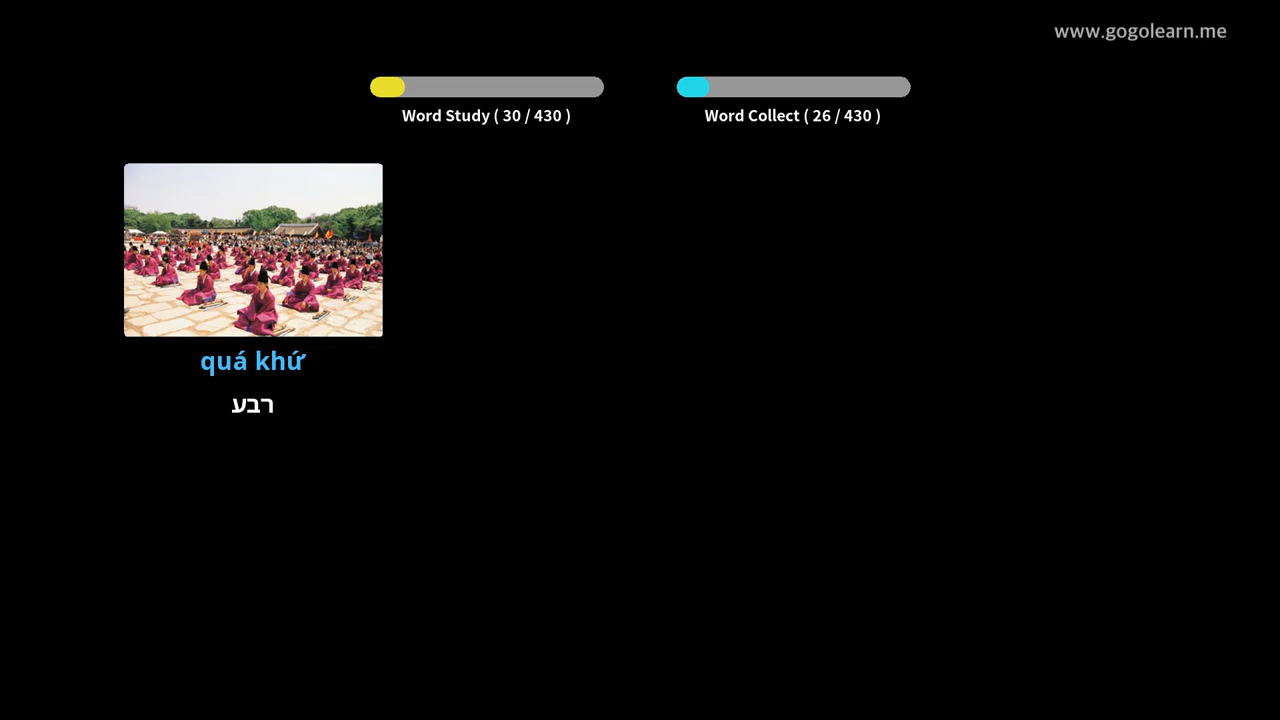 www.gogolearn.me
Word Study ( 30 / 430 )
Word Collect ( 26 / 430 )
quá khứ
רבע